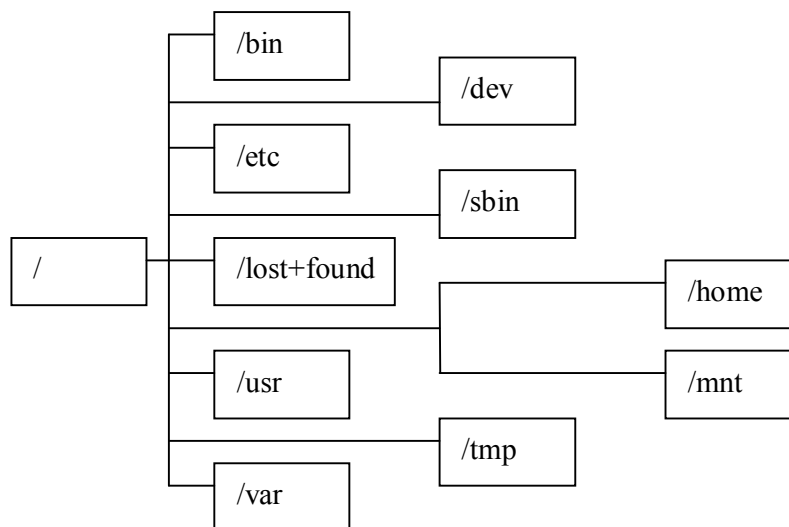 /bin
/dev
/etc
/sbin
/
/lost+found
/home
/usr
/mnt
/tmp
/var